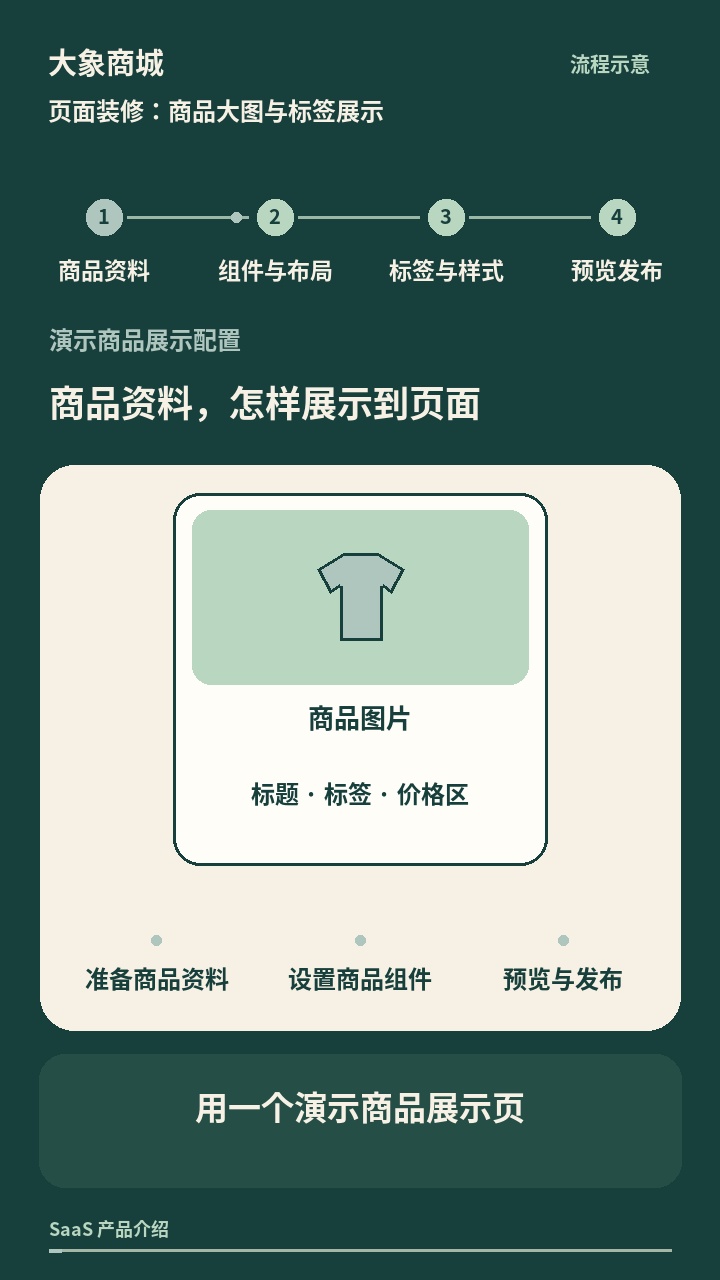 大象商城
流程示意
页面装修：商品大图与标签展示
1 2 3 4
商品资料 组件与布局 标签与样式 预览发布
演示商品展示配置
商品资料，怎样展示到页面
商品图片
标题 · 标签 · 价格区
准备商品资料 设置商品组件 预览与发布
用一个演示商品展示页
SaaS 产品介绍